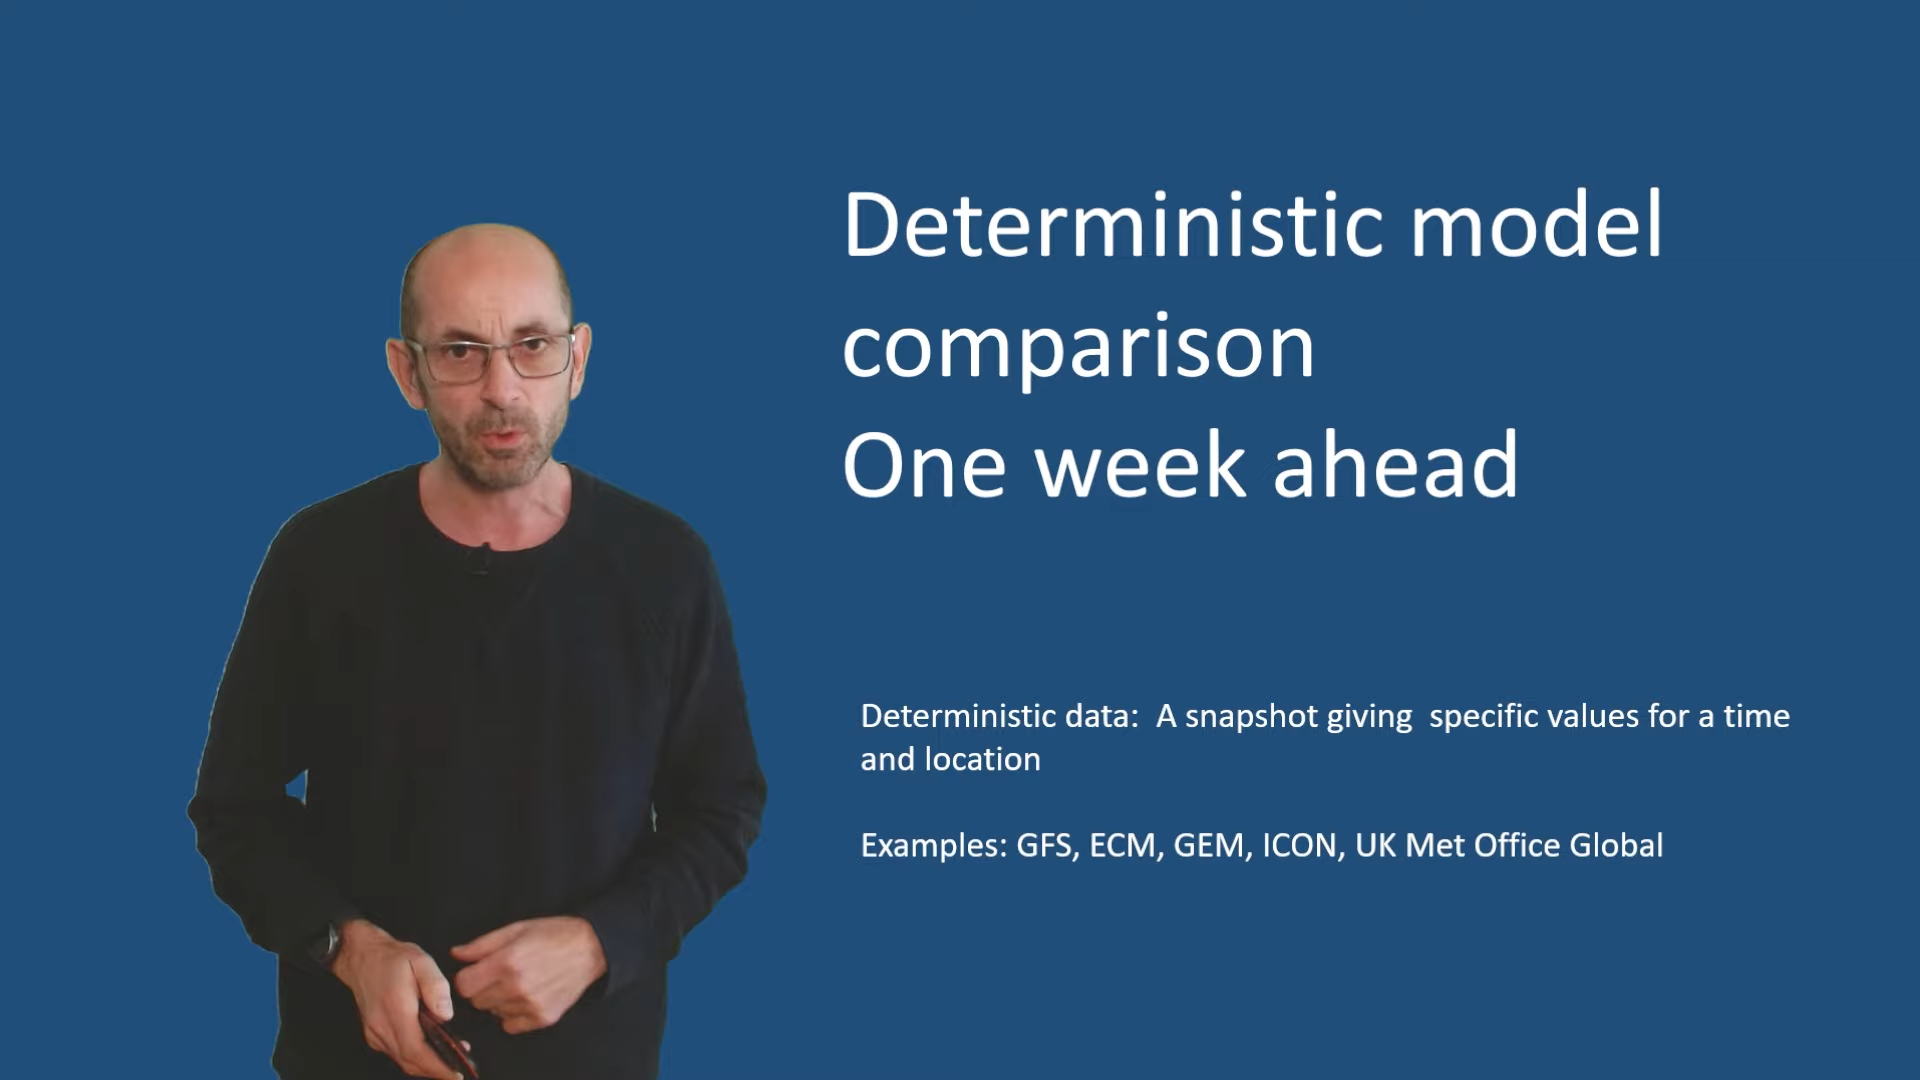 Deterministic model
comparison
One week ahead
Deterministic data:  A snapshot giving  specific values for a time
and location
Examples: GFS, ECM, GEM, ICON, UK Met Office Global